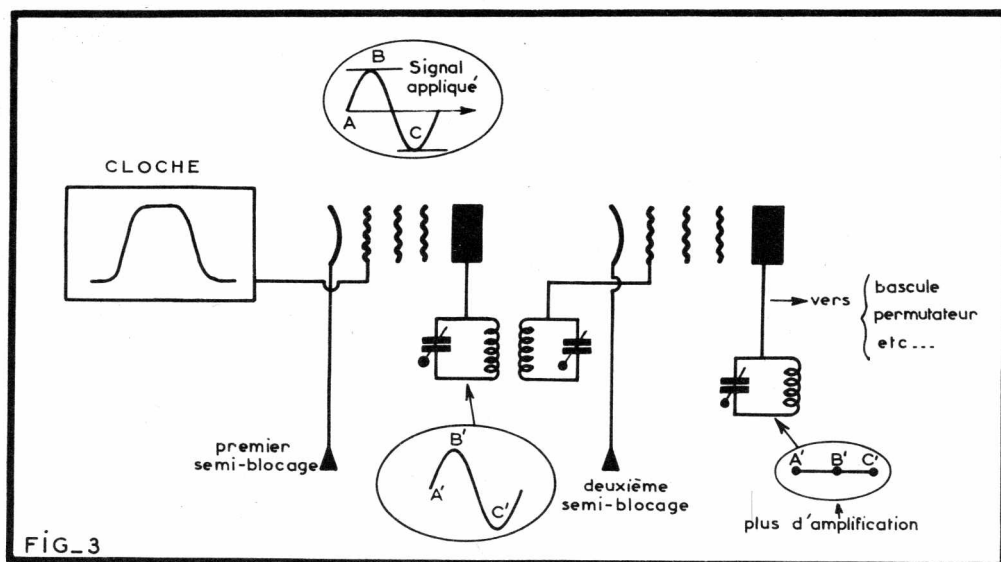 B
Signal
appliqué
A
C
CLOCHE
vers
bascule
permutateur
etc...
premier
semi-blocage
B'
A'
C'
deuxième
semi-blocage
A' B' C'
plus d'amplification
FIG_3